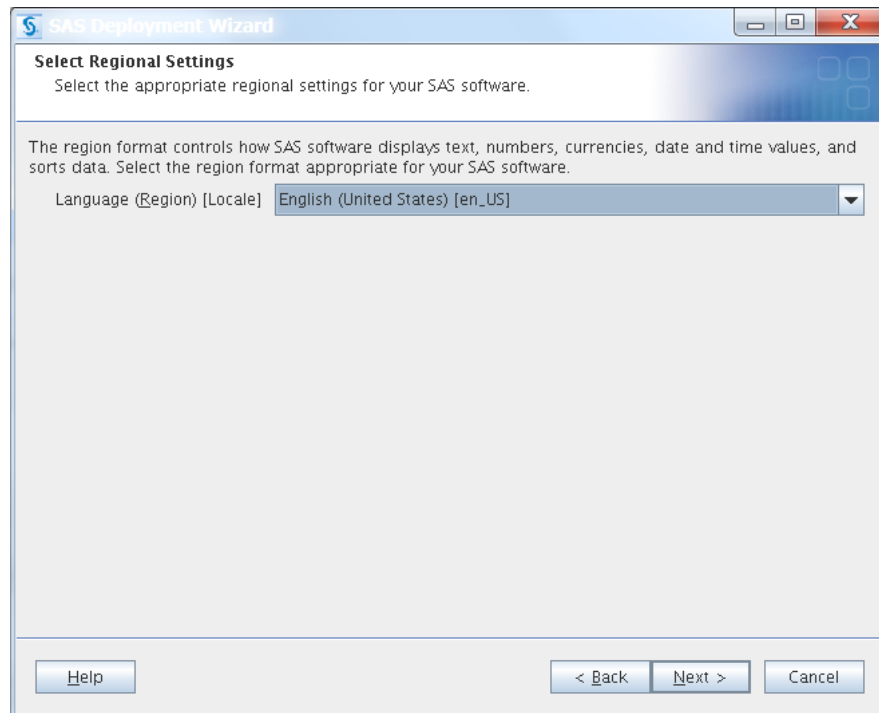 SAS Deployment Wizard
Select Regional Settings
Select the appropriate regional settings for your SAS software.
The region format controls how SAS software displays text, numbers, currencies, date and time values, and
sorts data. Select the region format appropriate for your SAS software.
Language (Region) [Locale] English (United States) [en_US]
Help < Back Next > Cancel